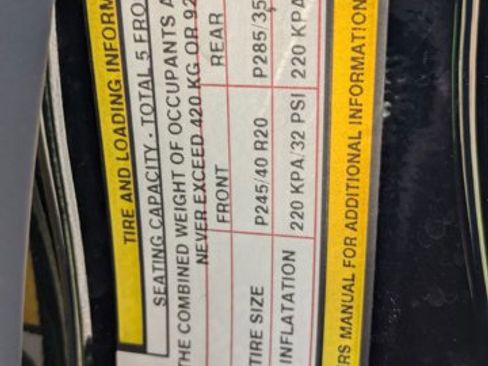 TIRE AND LOADING INFORM
SEATING CAPACITY - TOTAL 5 FRO
THE COMBINED WEIGHT OF OCCUPANTS A
NEVER EXCEED 420 KG OR 92
FRONT REAR
TIRE SIZE P245/40 R20 P285/35
INFLATATION 220 KPA/32 PSI 220 KPA
RS MANUAL FOR ADDITIONAL INFORMATION